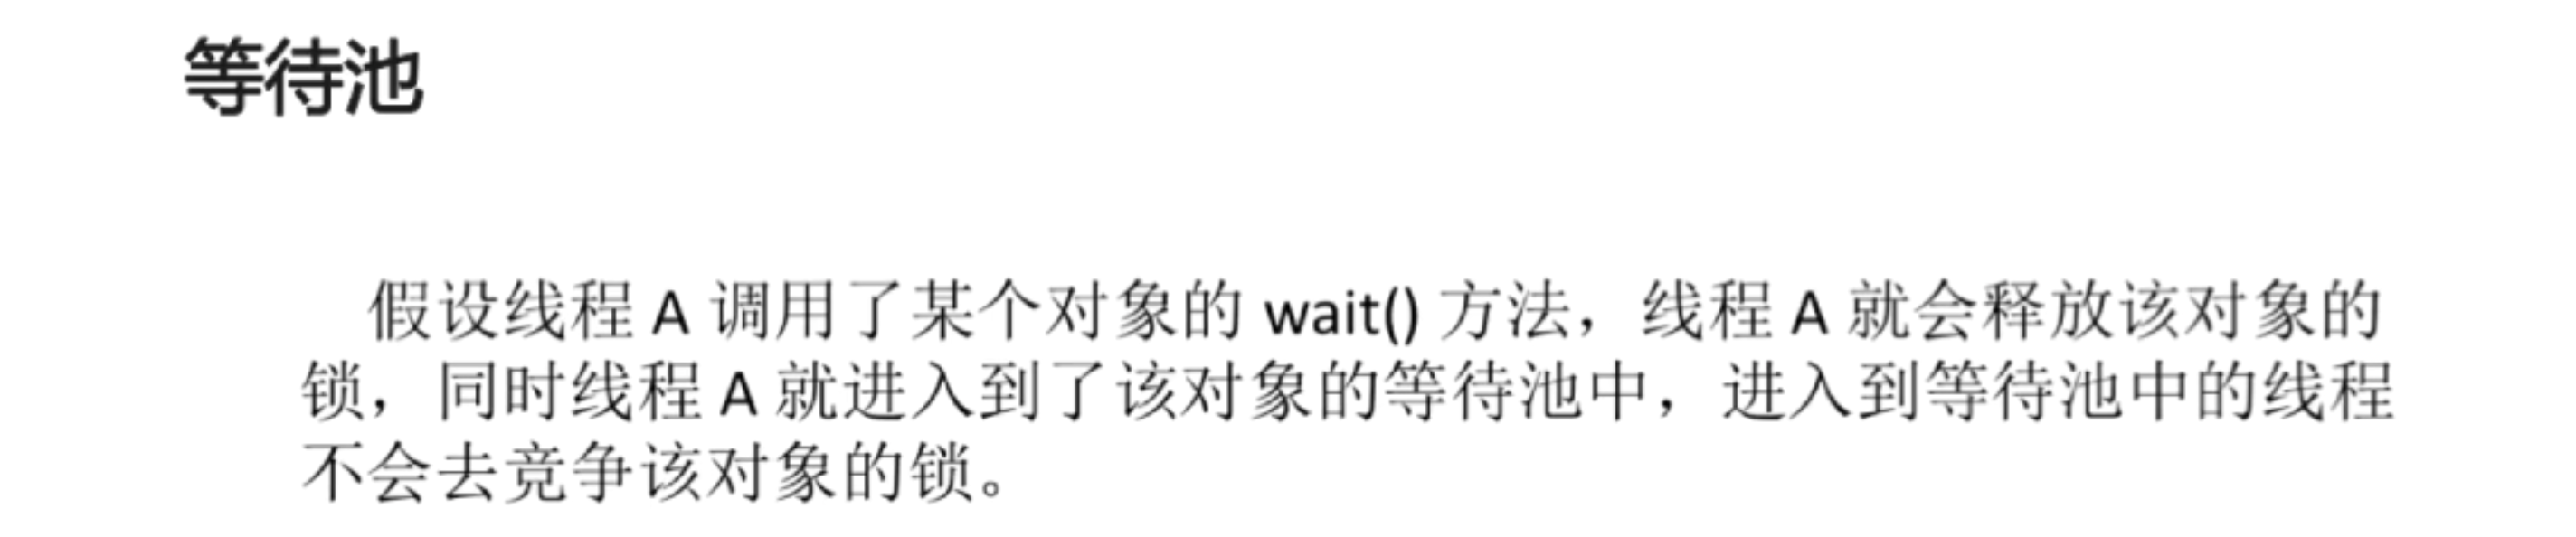 等待池
假设线程 A 调用了某个对象的 wait() 方法，线程 A 就会释放该对象的
锁，同时线程 A 就进入到了该对象的等待池中，进入到等待池中的线程
不会去竞争该对象的锁。